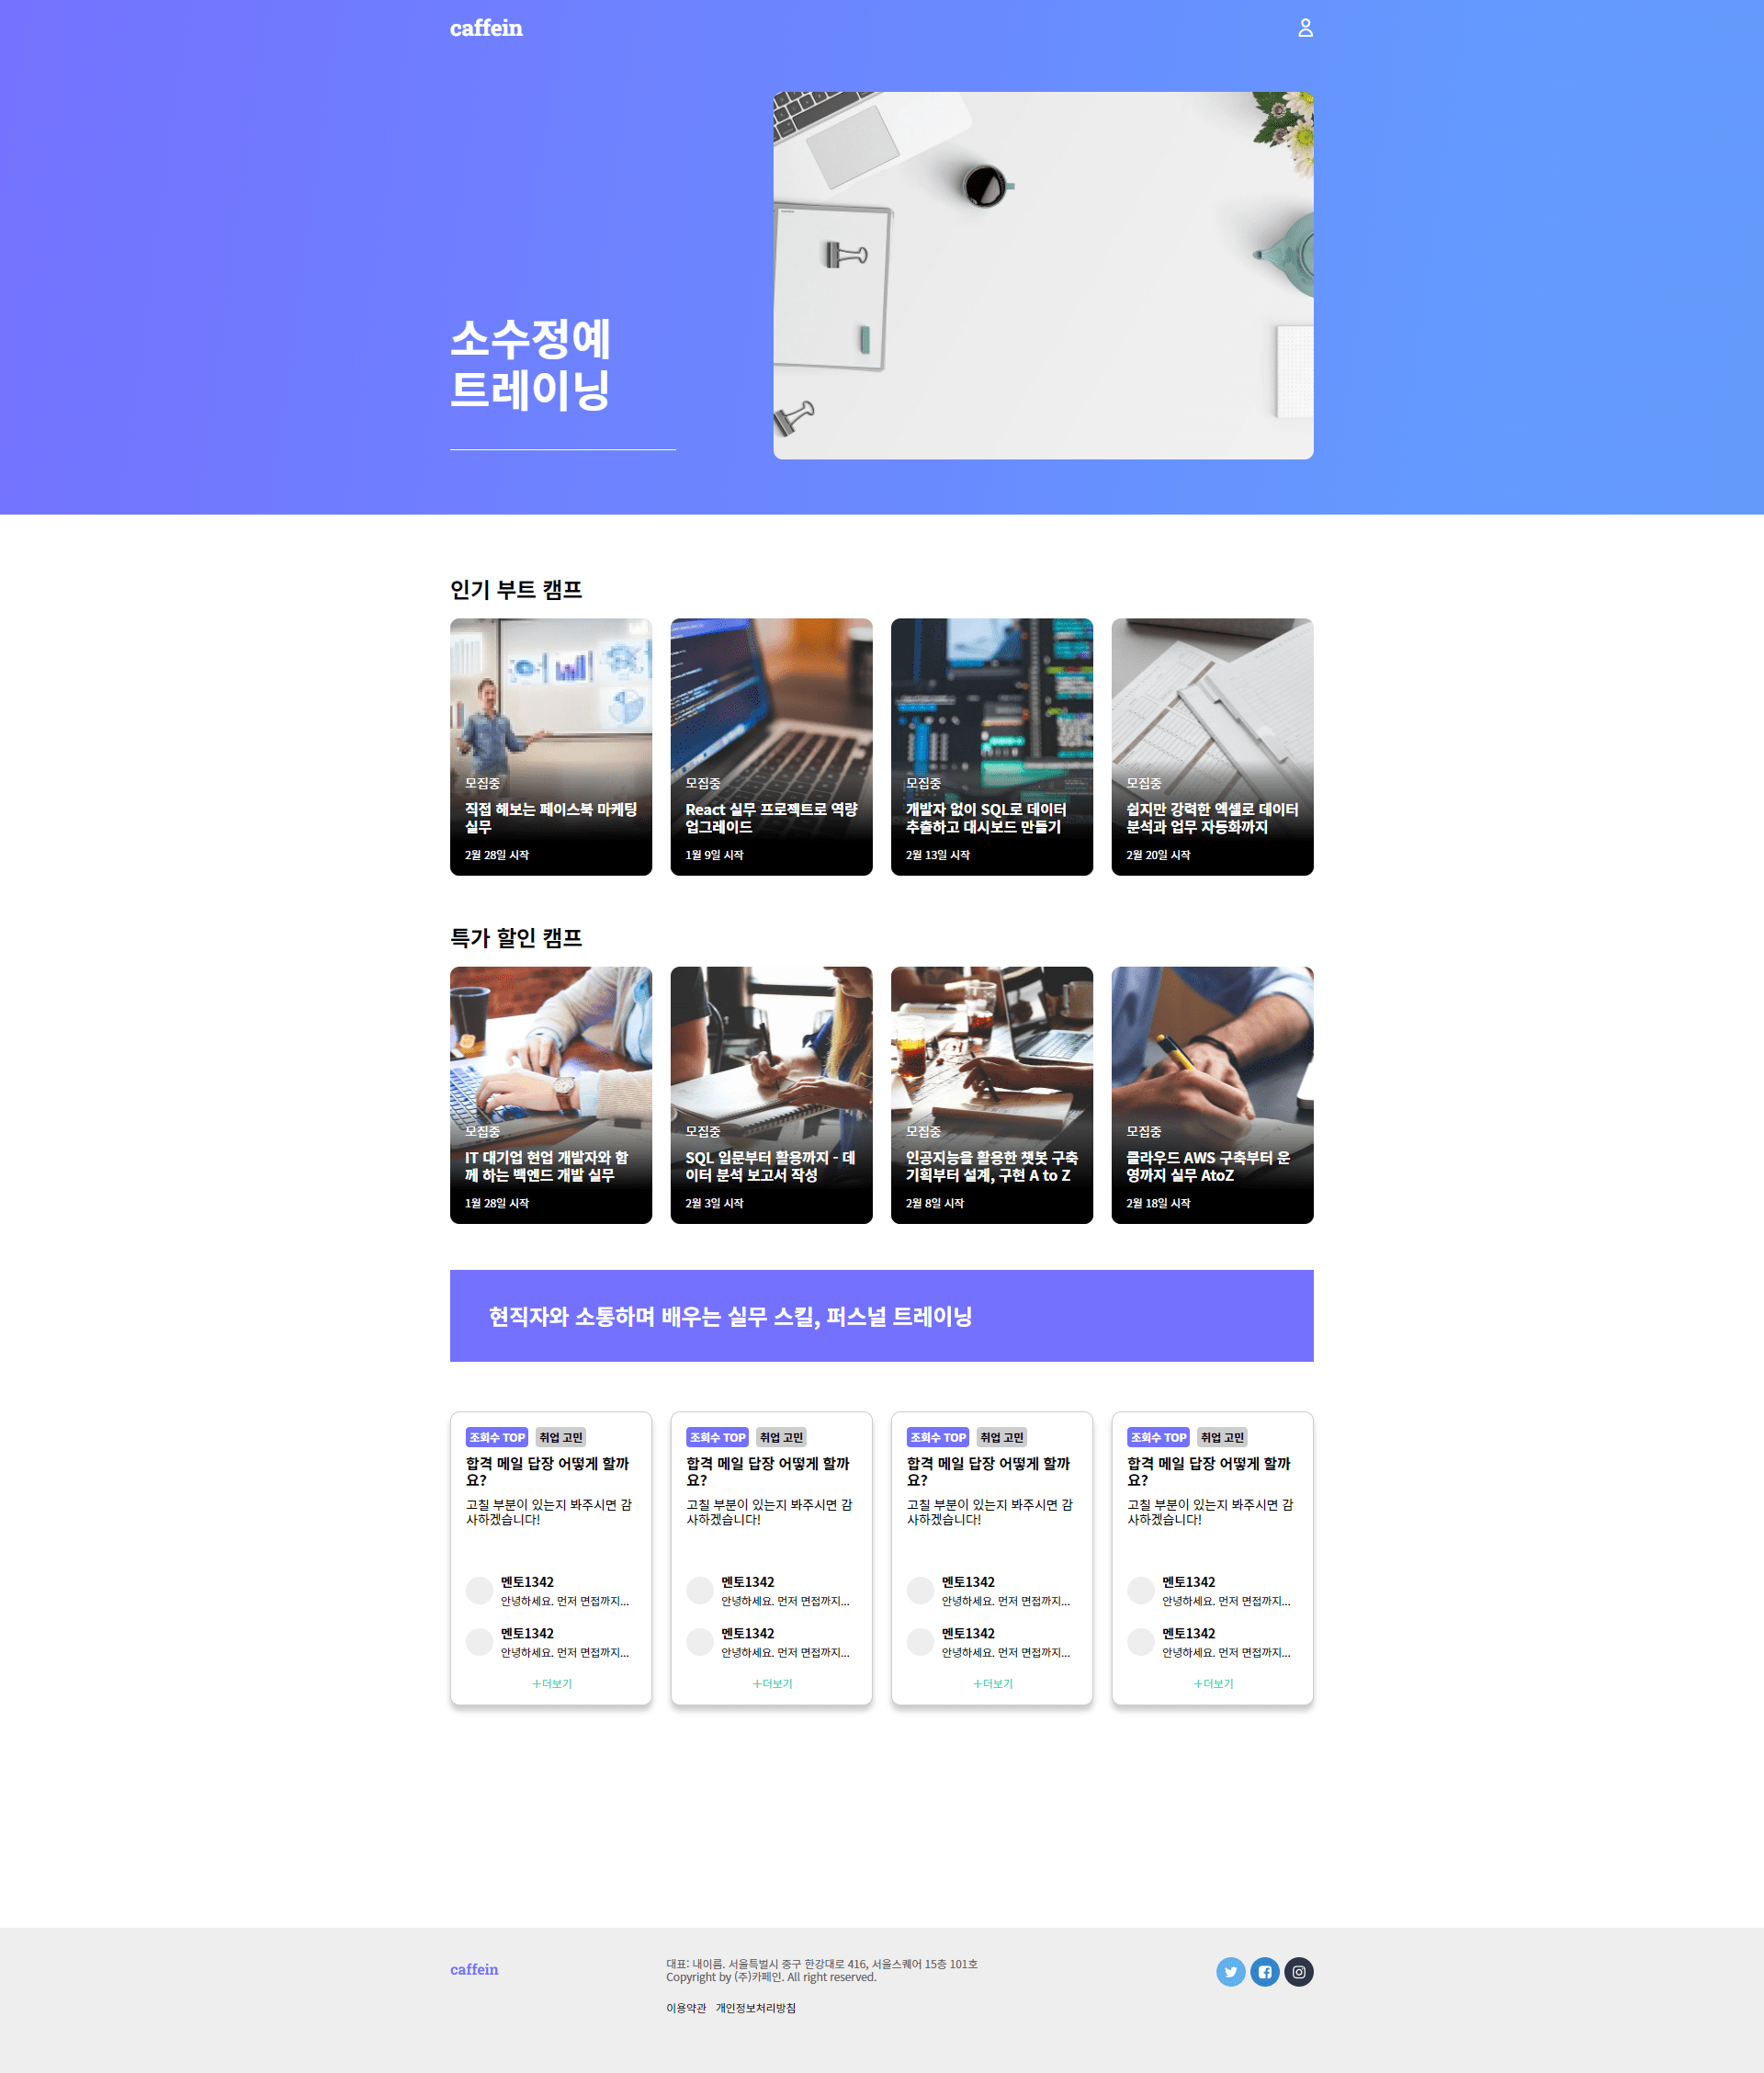 caffein
소수정예
트레이닝
인기 부트 캠프
모집중
직접 해보는 페이스북 마케팅
실무
2월 28일 시작
모집중
React 실무 프로젝트로 역량
업그레이드
1월 9일 시작
모집중
개발자 없이 SQL로 데이터
추출하고 대시보드 만들기
2월 13일 시작
모집중
쉽지만 강력한 엑셀로 데이터
분석과 업무 자동화까지
2월 20일 시작
특가 할인 캠프
모집중
IT 대기업 현업 개발자와 함
께 하는 백엔드 개발 실무
1월 28일 시작
모집중
SQL 입문부터 활용까지 - 데
이터 분석 보고서 작성
2월 3일 시작
모집중
인공지능을 활용한 챗봇 구축
기획부터 설계, 구현 A to Z
2월 8일 시작
모집중
클라우드 AWS 구축부터 운
영까지 실무 AtoZ
2월 18일 시작
현직자와 소통하며 배우는 실무 스킬, 퍼스널 트레이닝
조회수 TOP 취업 고민
합격 메일 답장 어떻게 할까
요?
고칠 부분이 있는지 봐주시면 감
사하겠습니다!
멘토1342
안녕하세요. 먼저 면접까지...
멘토1342
안녕하세요. 먼저 면접까지...
+더보기
조회수 TOP 취업 고민
합격 메일 답장 어떻게 할까
요?
고칠 부분이 있는지 봐주시면 감
사하겠습니다!
멘토1342
안녕하세요. 먼저 면접까지...
멘토1342
안녕하세요. 먼저 면접까지...
+더보기
조회수 TOP 취업 고민
합격 메일 답장 어떻게 할까
요?
고칠 부분이 있는지 봐주시면 감
사하겠습니다!
멘토1342
안녕하세요. 먼저 면접까지...
멘토1342
안녕하세요. 먼저 면접까지...
+더보기
조회수 TOP 취업 고민
합격 메일 답장 어떻게 할까
요?
고칠 부분이 있는지 봐주시면 감
사하겠습니다!
멘토1342
안녕하세요. 먼저 면접까지...
멘토1342
안녕하세요. 먼저 면접까지...
+더보기
caffein
대표: 내이름. 서울특별시 중구 한강대로 416, 서울스퀘어 15층 101호
Copyright by (주)카페인. All right reserved.
이용약관 개인정보처리방침